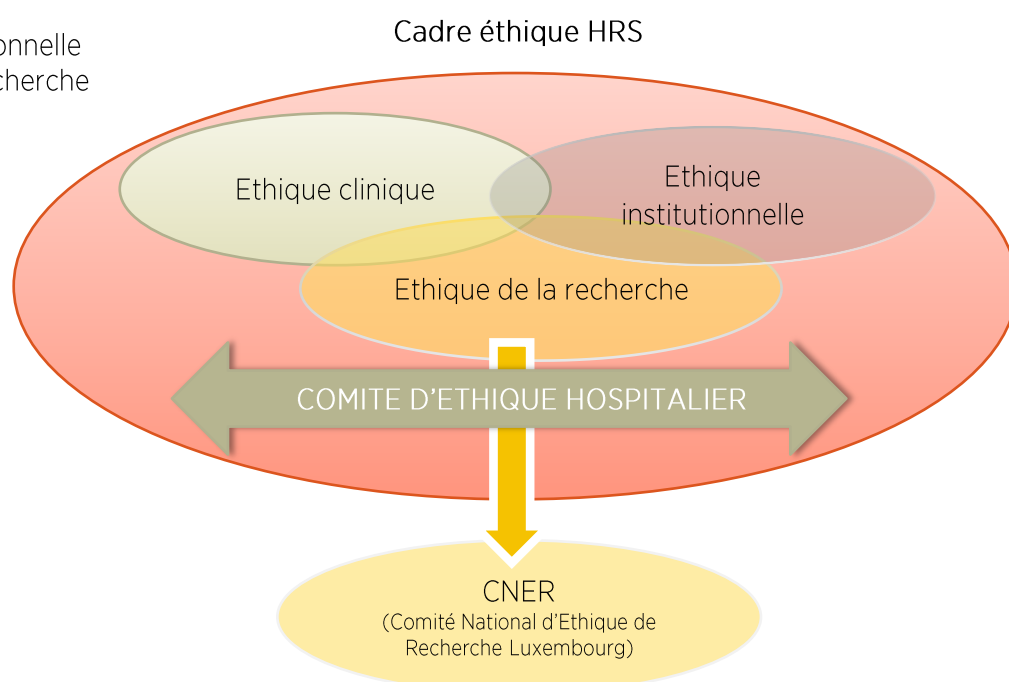 Cadre éthique HRS
onnelle
cherche
Ethique clinique
Ethique
institutionnelle
Ethique de la recherche
COMITE D'ETHIQUE HOSPITALIER
CNER
(Comité National d'Ethique de
Recherche Luxembourg)